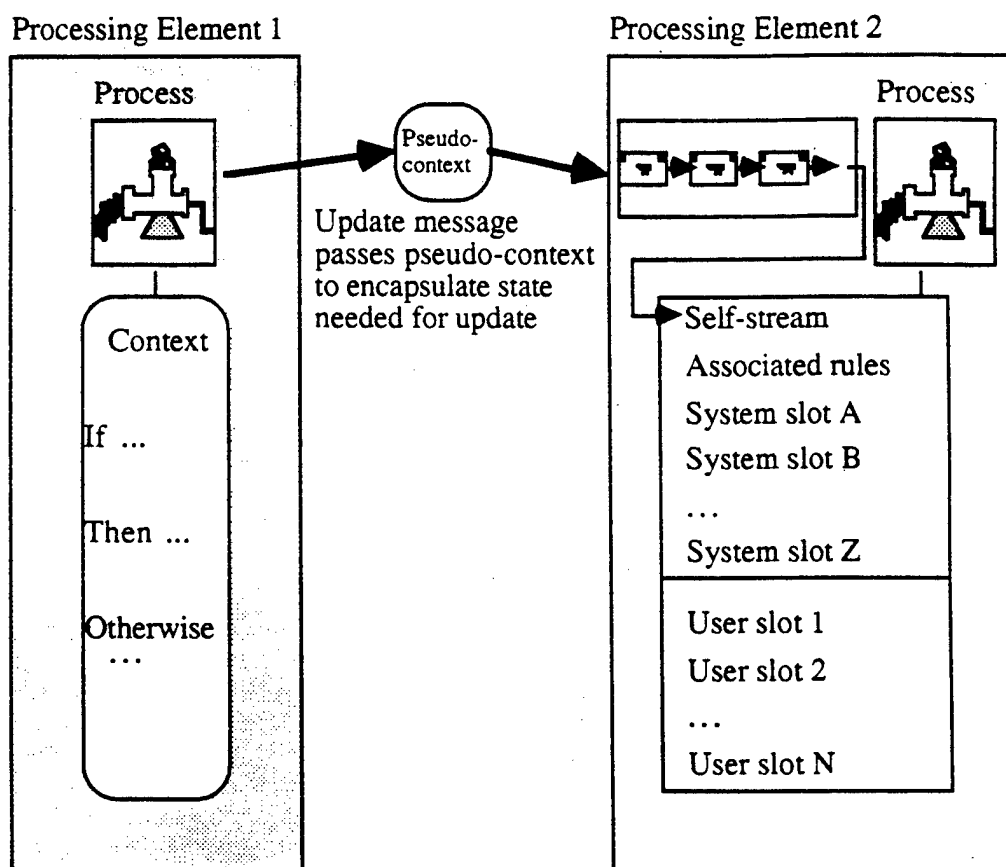 Processing Element 1
Processing Element 2
Process
Process
Pseudo-
context
Update message
passes pseudo-context
to encapsulate state
needed for update
Context
If ...
Then ...
Otherwise
...
Self-stream
Associated rules
System slot A
System slot B
...
System slot Z
User slot 1
User slot 2
...
User slot N